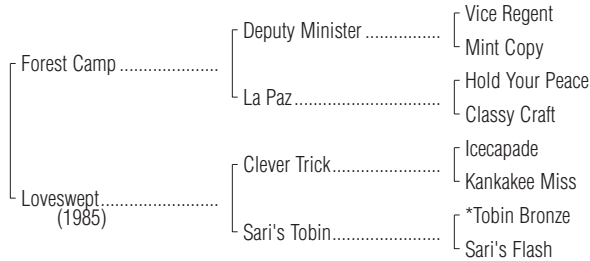 Vice Regent
Deputy Minister ..................
Mint Copy
Forest Camp .....................
Hold Your Peace
La Paz...................................
Classy Craft
Icecapade
Clever Trick..........................
Kankakee Miss
Loveswept.........................
(1985)
*Tobin Bronze
Sari's Tobin..........................
Sari's Flash